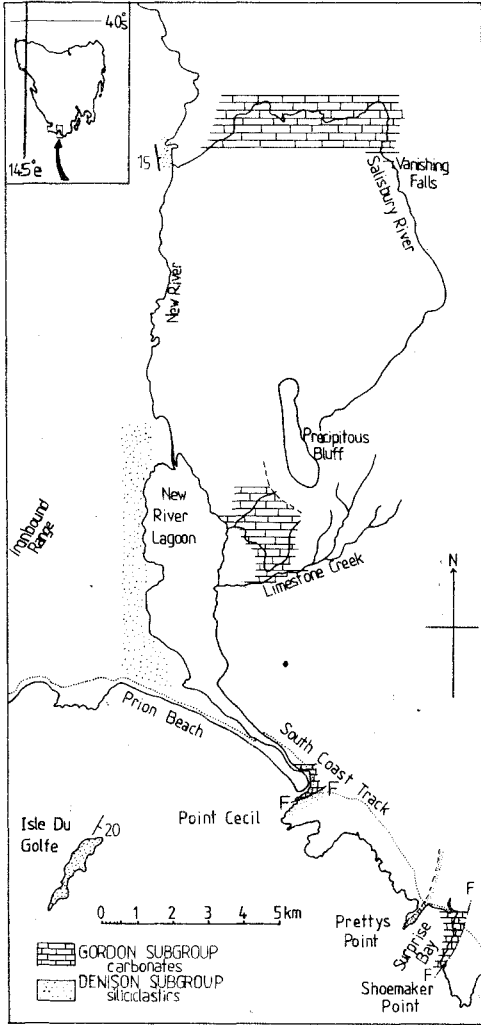 40°s
145°e
15
Vanishing
Falls
Salisbury River
New River
Precipitous
Bluff
New
River
Lagoon
Ironbound
Range
Limestone Creek
N
Prion Beach
South Coast Track
F
F
Point Cecil
Isle Du
Golfe
20
0 1 2 3 4 5km
Prettys
Point
Surprise
Bay
F
F
Shoemaker
Point
GORDON SUBGROUP
carbonates
DENISON SUBGROUP
siliciclastics